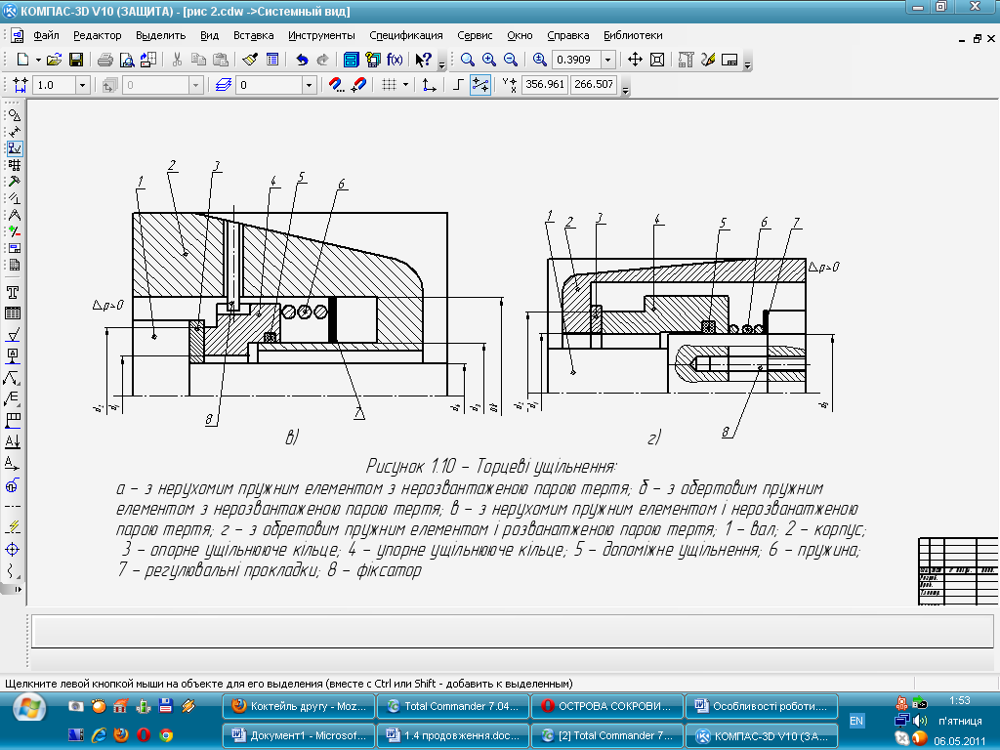 КОМПАС-3D V10 (ЗАЩИТА) - [рис 2.cdw ->Системный вид]
Файл Редактор Выделить Вид Вставка Инструменты Спецификация Сервис Окно Справка Библиотеки
0.3909
1.0 0 0 356.961 266.507
1 2 3 4 5 6
1 2 3 4 5 6 7
△p>0
△p>0
8 7
8
в) г)
Рисунок 1.10 – Торцеві ущільнення:
а – з нерухомим пружним елементом з нерозвантаженою парою тертя; б – з обертовим пружним
елементом з нерозвантаженою парою тертя; в – з нерухомим пружним елементом і нерозванатженою
парою тертя; г – з обретовим пружним елементом і розванатженою парою тертя; 1 – вал; 2 – корпус;
3 – опорне ущільнююче кільце; 4 – упорне ущільнююче кільце; 5 – допоміжне ущільнення; 6 – пружина;
7 – регулювальні прокладки; 8 – фіксатор
Щелкните левой кнопкой мыши на объекте для его выделения (вместе с Ctrl или Shift - добавить к выделенным)
Коктейль другу - Moz...
Total Commander 7.04...
ОСТРОВА СОКРОВИ...
Особливості роботи....
Документ1 - Microsof...
1.4 продовження.doc...
[2] Total Commander 7...
КОМПАС-3D V10 (ЗА...
EN
1:53
п'ятниця
06.05.2011